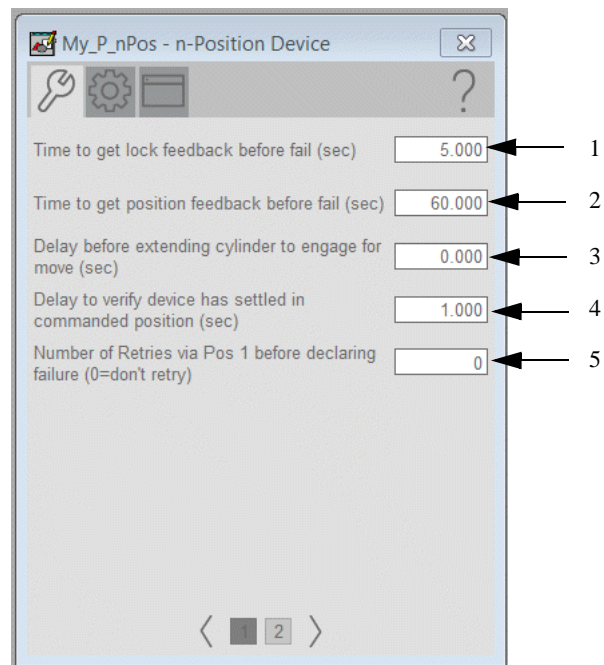 My_P_nPos - n-Position Device
?
Time to get lock feedback before fail (sec) 5.000 1
Time to get position feedback before fail (sec) 60.000 2
Delay before extending cylinder to engage for
move (sec) 0.000 3
Delay to verify device has settled in
commanded position (sec) 1.000 4
Number of Retries via Pos 1 before declaring
failure (0=don't retry) 0 5
1 2